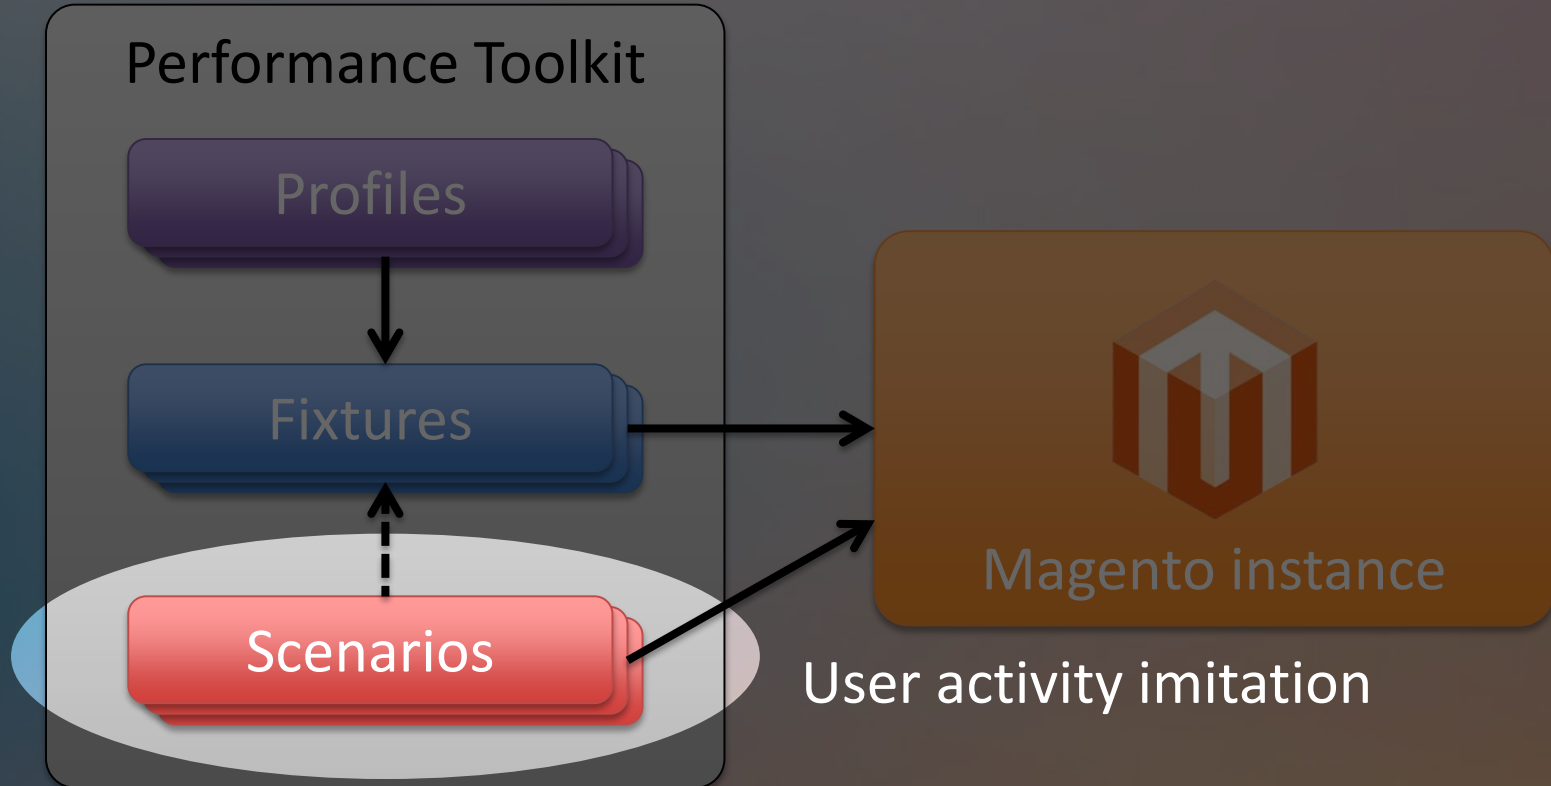 Performance Toolkit
Profiles
Fixtures
Scenarios
Magento instance
User activity imitation